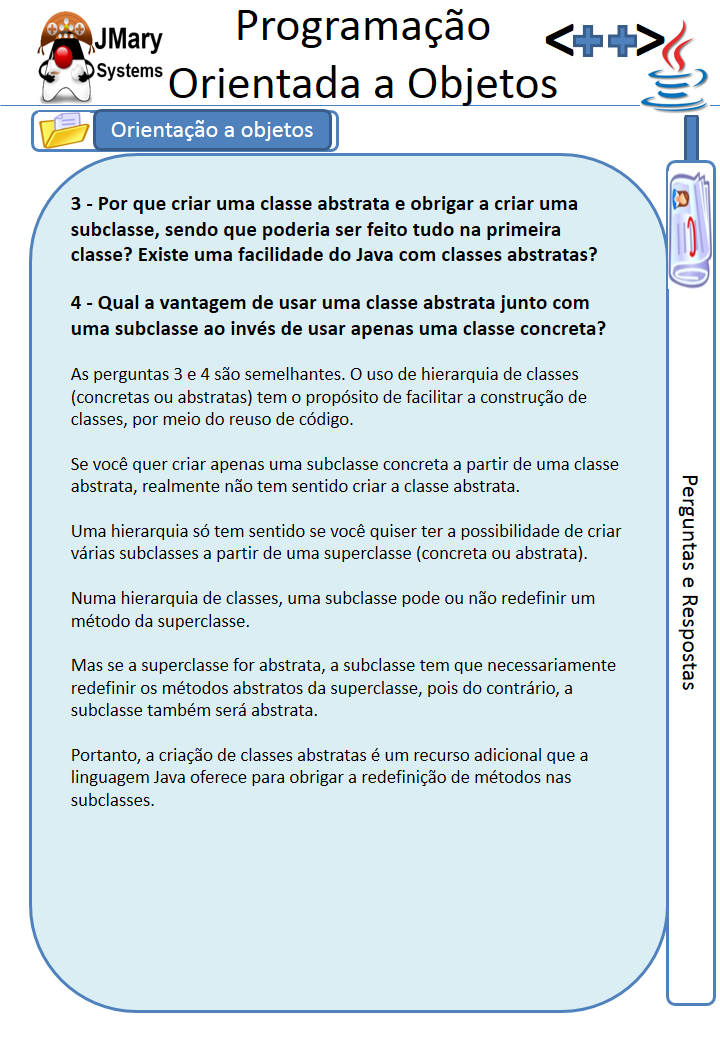 JMary
Systems
Programação
Orientada a Objetos
<++>
Orientação a objetos
3 - Por que criar uma classe abstrata e obrigar a criar uma
subclasse, sendo que poderia ser feito tudo na primeira
classe? Existe uma facilidade do Java com classes abstratas?
4 - Qual a vantagem de usar uma classe abstrata junto com
uma subclasse ao invés de usar apenas uma classe concreta?
As perguntas 3 e 4 são semelhantes. O uso de hierarquia de classes
(concretas ou abstratas) tem o propósito de facilitar a construção de
classes, por meio do reuso de código.
Se você quer criar apenas uma subclasse concreta a partir de uma classe
abstrata, realmente não tem sentido criar a classe abstrata.
Uma hierarquia só tem sentido se você quiser ter a possibilidade de criar
várias subclasses a partir de uma superclasse (concreta ou abstrata).
Numa hierarquia de classes, uma subclasse pode ou não redefinir um
método da superclasse.
Mas se a superclasse for abstrata, a subclasse tem que necessariamente
redefinir os métodos abstratos da superclasse, pois do contrário, a
subclasse também será abstrata.
Portanto, a criação de classes abstratas é um recurso adicional que a
linguagem Java oferece para obrigar a redefinição de métodos nas
subclasses.
Perguntas e Respostas